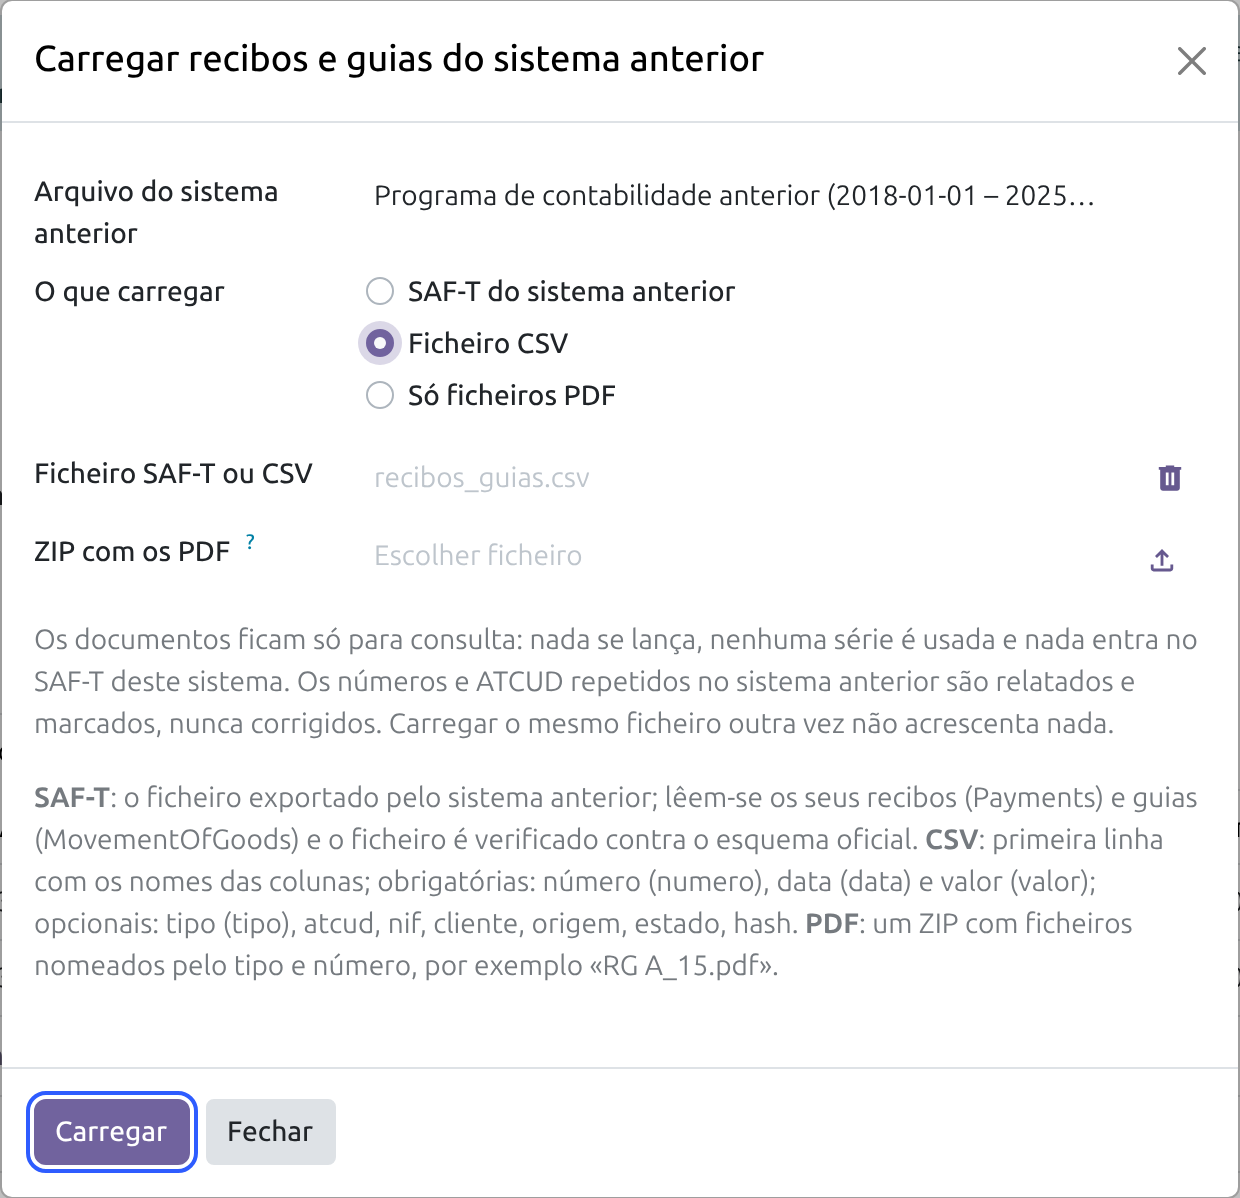 Carregar recibos e guias do sistema anterior
Arquivo do sistema
anterior
Programa de contabilidade anterior (2018-01-01 – 2025…
O que carregar
SAF-T do sistema anterior
Ficheiro CSV
Só ficheiros PDF
Ficheiro SAF-T ou CSV
recibos_guias.csv
ZIP com os PDF ?
Escolher ficheiro
Os documentos ficam só para consulta: nada se lança, nenhuma série é usada e nada entra no
SAF-T deste sistema. Os números e ATCUD repetidos no sistema anterior são relatados e
marcados, nunca corrigidos. Carregar o mesmo ficheiro outra vez não acrescenta nada.
SAF-T: o ficheiro exportado pelo sistema anterior; lêem-se os seus recibos (Payments) e guias
(MovementOfGoods) e o ficheiro é verificado contra o esquema oficial. CSV: primeira linha
com os nomes das colunas; obrigatórias: número (numero), data (data) e valor (valor);
opcionais: tipo (tipo), atcud, nif, cliente, origem, estado, hash. PDF: um ZIP com ficheiros
nomeados pelo tipo e número, por exemplo «RG A_15.pdf».
Carregar
Fechar